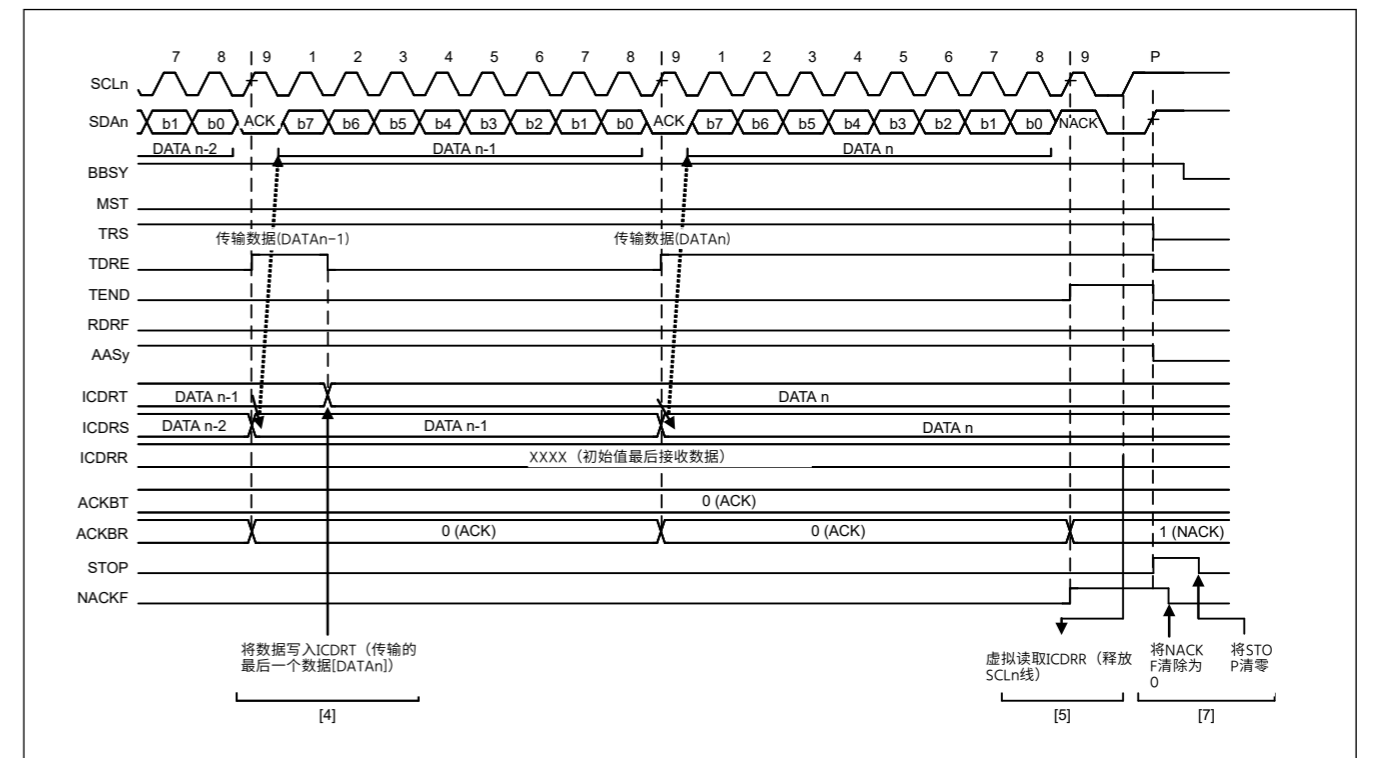 7 8 9 1 2 3 4 5 6 7 8 9 1 2 3 4 5 6 7 8 9 P
SCLn
SDAn b1 b0 ACK b7 b6 b5 b4 b3 b2 b1 b0 ACK b7 b6 b5 b4 b3 b2 b1 b0 NACK
DATA n-2 DATA n-1 DATA n
BBSY
MST
TRS
传输数据(DATAn−1) 传输数据(DATAn)
TDRE
TEND
RDRF
AASy
ICDRT DATA n-1 DATA n
ICDRS DATA n-2 DATA n-1 DATA n
ICDRR XXXX（初始值最后接收数据）
ACKBT 0 (ACK)
ACKBR 0 (ACK) 0 (ACK) 1 (NACK)
STOP
NACKF
将数据写入ICDRT（传输的
最后一个数据[DATAn]）
虚拟读取ICDRR（释放
SCLn线）
将NACK
F清除为
0
将STO
P清零
[4] [5] [7]